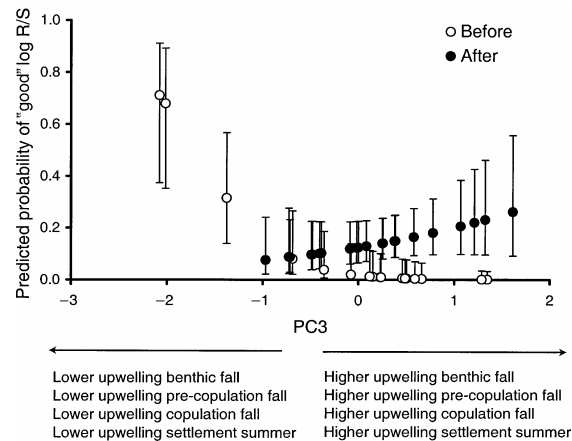 Predicted probability of "good" log R/S
1.0
0.8
0.6
0.4
0.2
0.0
Before
After
−3
−2
−1
0
1
2
PC3
Lower upwelling benthic fall
Lower upwelling pre-copulation fall
Lower upwelling copulation fall
Lower upwelling settlement summer
Higher upwelling benthic fall
Higher upwelling pre-copulation fall
Higher upwelling copulation fall
Higher upwelling settlement summer